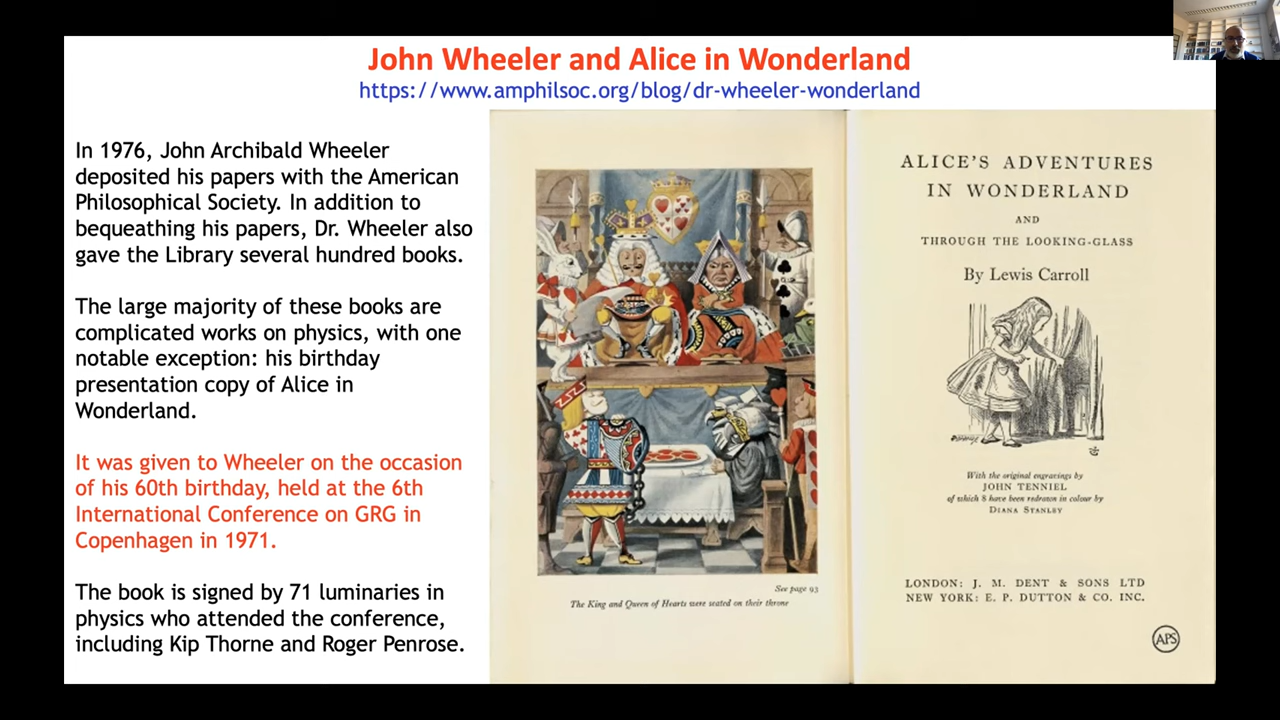 John Wheeler and Alice in Wonderland
https://www.amphilsoc.org/blog/dr-wheeler-wonderland
In 1976, John Archibald Wheeler
deposited his papers with the American
Philosophical Society. In addition to
bequeathing his papers, Dr. Wheeler also
gave the Library several hundred books.
The large majority of these books are
complicated works on physics, with one
notable exception: his birthday
presentation copy of Alice in
Wonderland.
It was given to Wheeler on the occasion
of his 60th birthday, held at the 6th
International Conference on GRG in
Copenhagen in 1971.
The book is signed by 71 luminaries in
physics who attended the conference,
including Kip Thorne and Roger Penrose.
See page 93
The King and Queen of Hearts were seated on their throne
ALICE'S ADVENTURES
IN WONDERLAND
AND
THROUGH THE LOOKING-GLASS
By Lewis Carroll
With the original engravings by
JOHN TENNIEL
of which 8 have been redrawn in colour by
DIANA STANLEY
LONDON: J. M. DENT & SONS LTD
NEW YORK: E. P. DUTTON & CO. INC.
APS